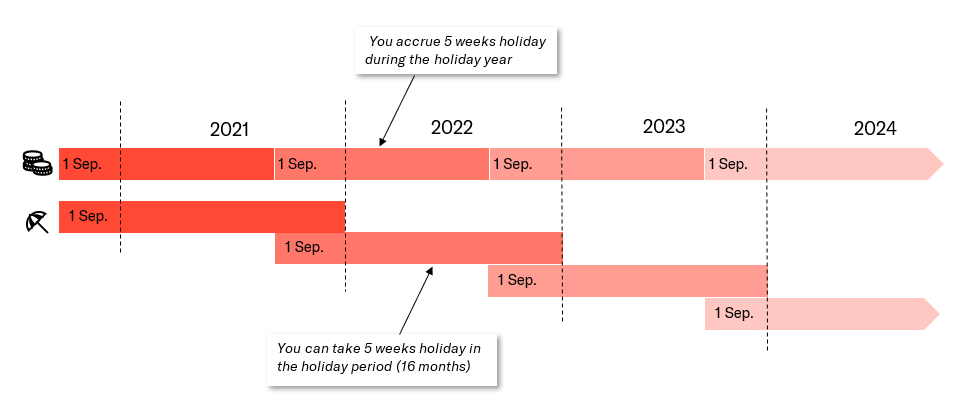 You accrue 5 weeks holiday
during the holiday year
2021
2022
2023
2024
1 Sep.
1 Sep.
1 Sep.
1 Sep.
1 Sep.
1 Sep.
1 Sep.
1 Sep.
You can take 5 weeks holiday in
the holiday period (16 months)